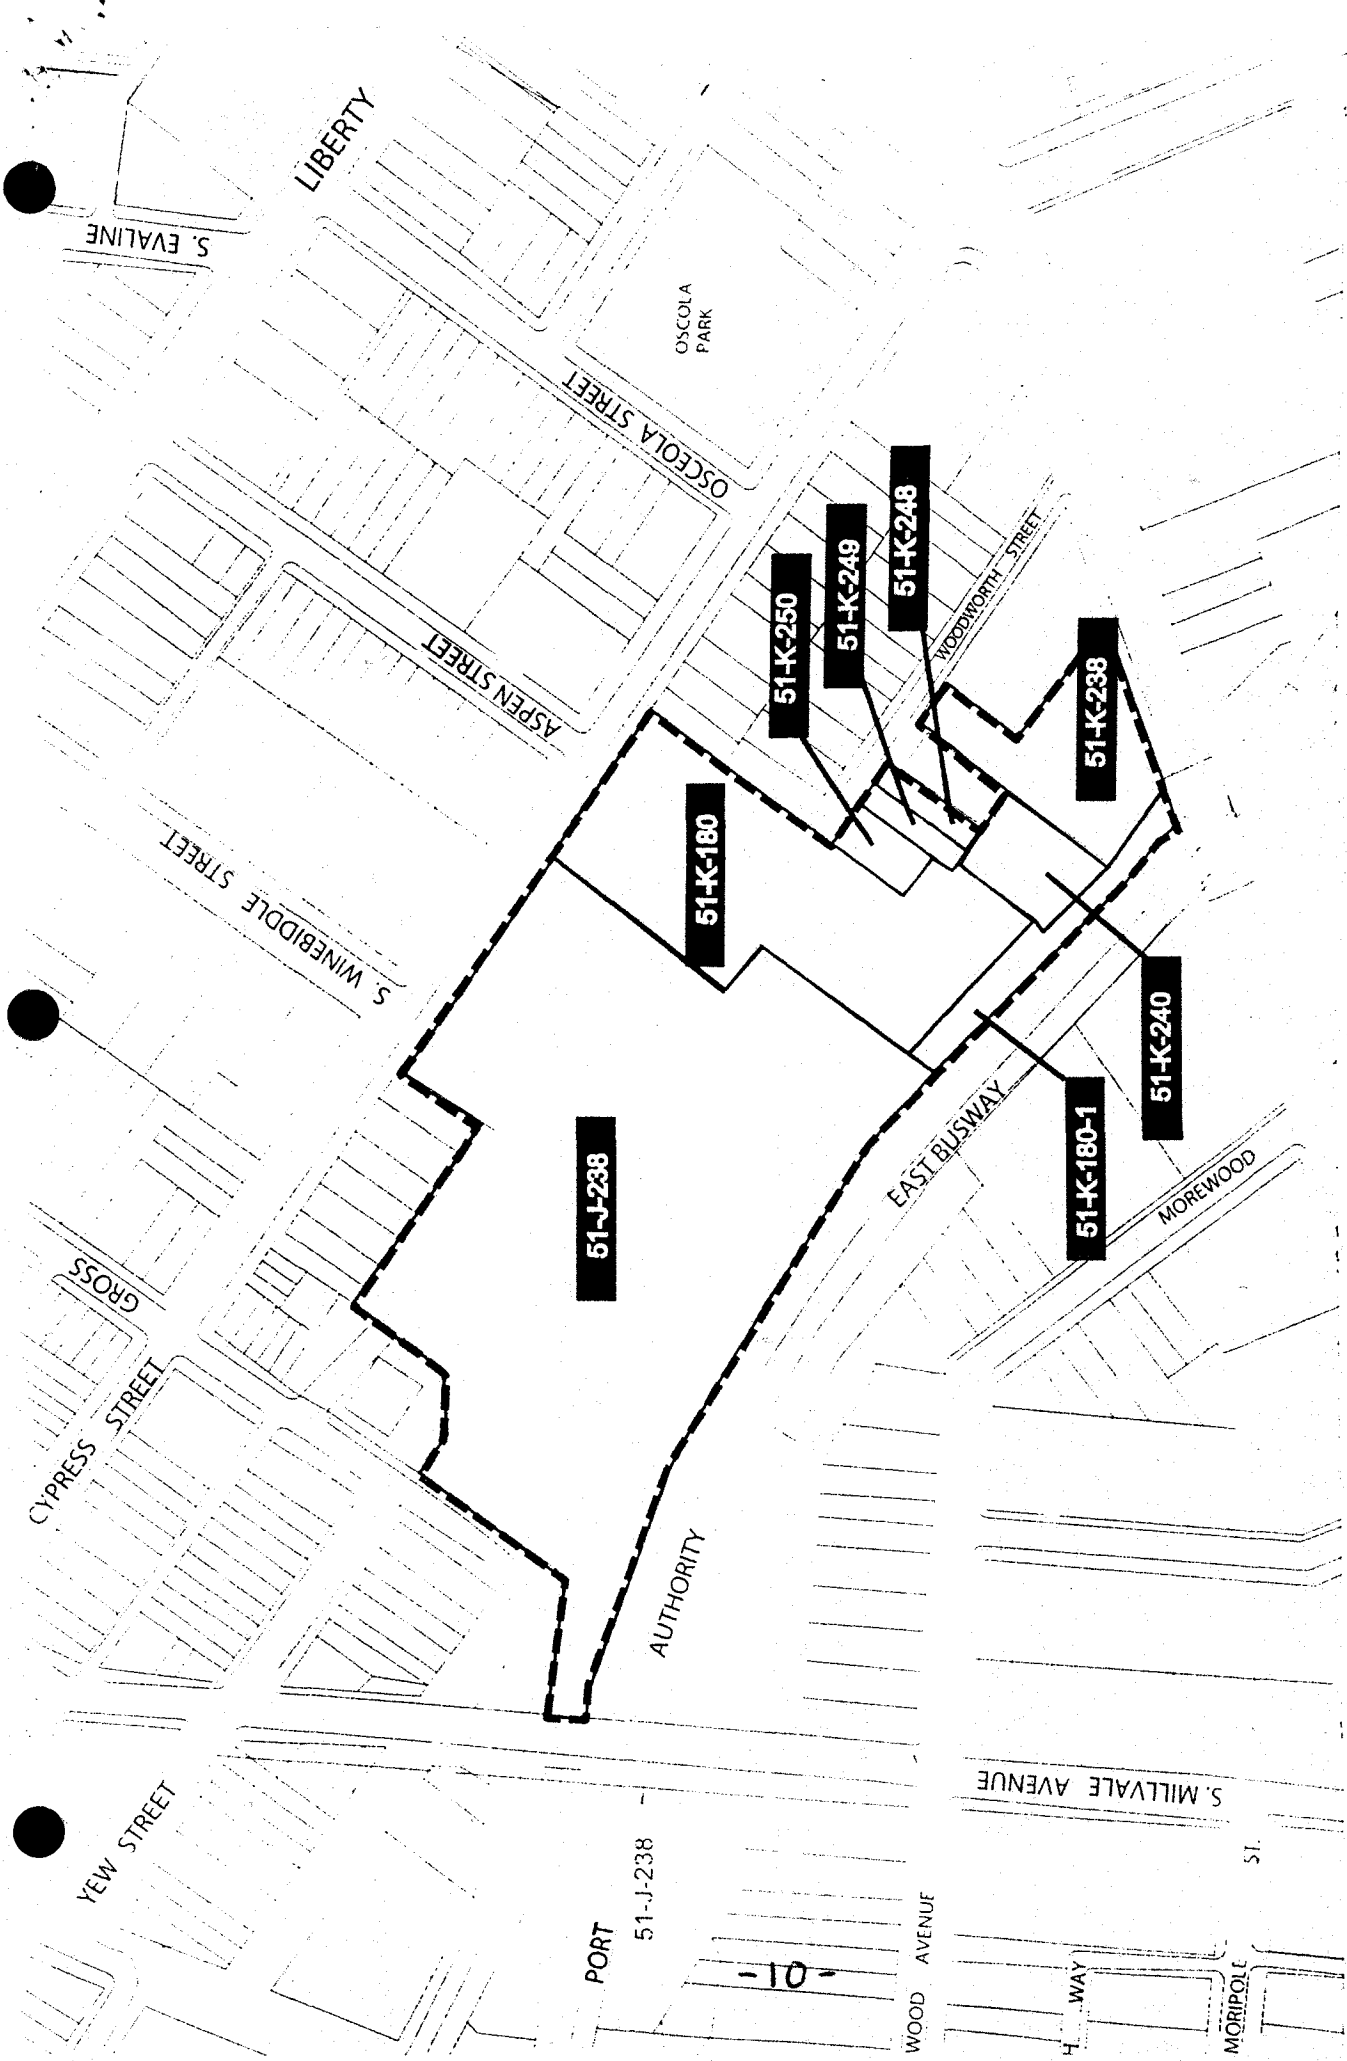 LIBERTY
S. EVALINE
OSCOLA
PARK
OSCEOLA STREET
ASPEN STREET
S. WINEBIDDLE STREET
GROSS
CYPRESS STREET
YEW STREET
51-K-250
51-K-249
51-K-248
WOODWORTH STREET
51-K-238
51-K-180
51-K-240
51-K-180-1
51-J-238
EAST BUSWAY
MOREWOOD
AUTHORITY
PORT
51-J-238
S. MILLVALE AVENUE
WOOD AVENUE
H WAY
MORIPOLE ST.
-10-